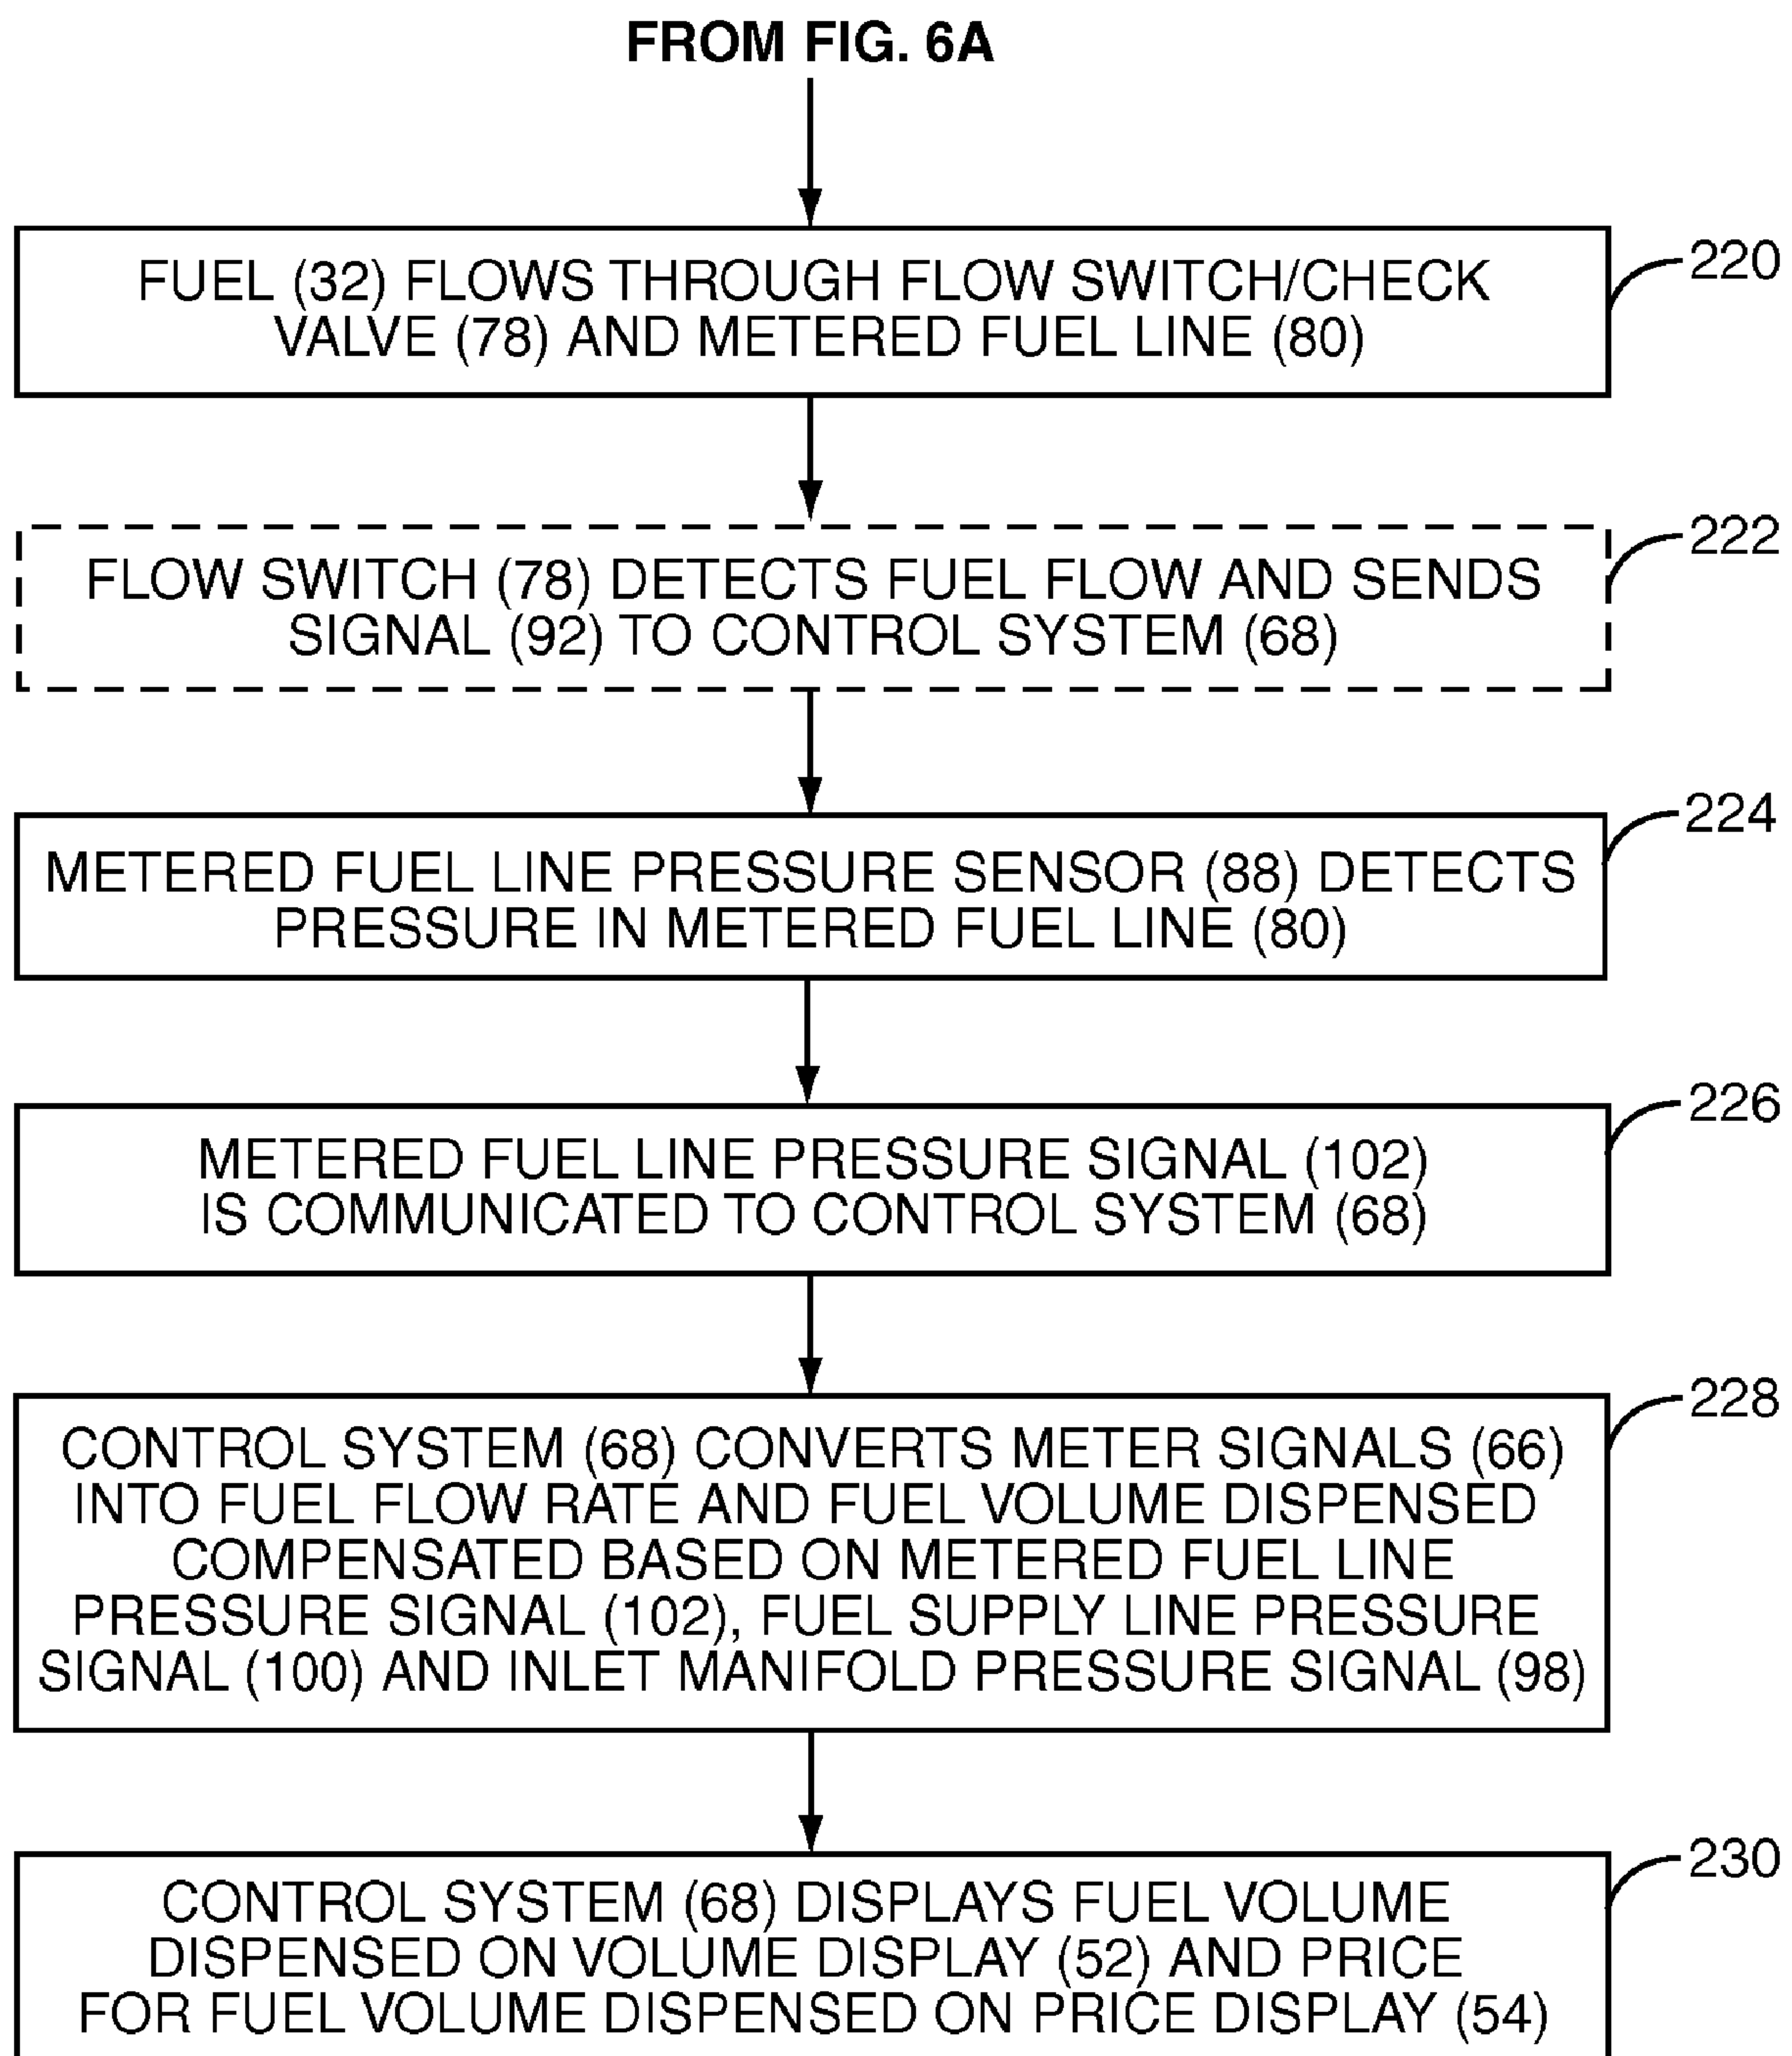 FROM FIG. 6A
220
FUEL (32) FLOWS THROUGH FLOW SWITCH/CHECK
VALVE (78) AND METERED FUEL LINE (80)
222
FLOW SWITCH (78) DETECTS FUEL FLOW AND SENDS
SIGNAL (92) TO CONTROL SYSTEM (68)
224
METERED FUEL LINE PRESSURE SENSOR (88) DETECTS
PRESSURE IN METERED FUEL LINE (80)
226
METERED FUEL LINE PRESSURE SIGNAL (102)
IS COMMUNICATED TO CONTROL SYSTEM (68)
228
CONTROL SYSTEM (68) CONVERTS METER SIGNALS (66)
INTO FUEL FLOW RATE AND FUEL VOLUME DISPENSED
COMPENSATED BASED ON METERED FUEL LINE
PRESSURE SIGNAL (102), FUEL SUPPLY LINE PRESSURE
SIGNAL (100) AND INLET MANIFOLD PRESSURE SIGNAL (98)
230
CONTROL SYSTEM (68) DISPLAYS FUEL VOLUME
DISPENSED ON VOLUME DISPLAY (52) AND PRICE
FOR FUEL VOLUME DISPENSED ON PRICE DISPLAY (54)